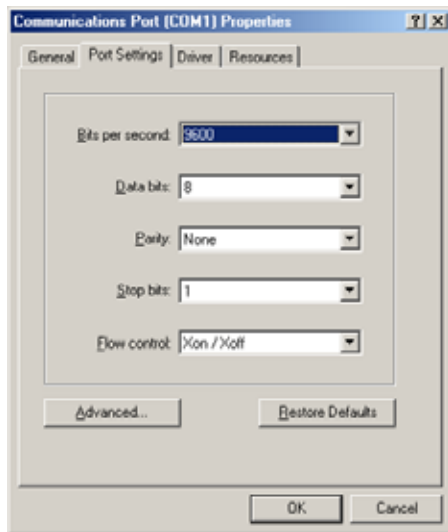 Communications Port (COM1) Properties
General Port Settings Driver Resources
Bits per second: 9600
Data bits: 8
Parity: None
Stop bits: 1
Flow control: Xon / Xoff
Advanced... Restore Defaults
OK Cancel